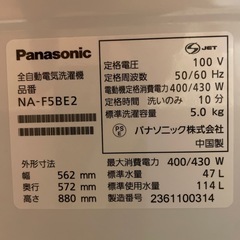 Panasonic
全自動電気洗濯機
品番
NA-F5BE2
外形寸法
幅 562 mm
奥行 572 mm
高さ 880 mm
S JET
定格電圧 100 V
定格周波数 50/60 Hz
電動機定格消費電力 400/430 W
定格時間 洗いのみ 10 分
標準洗濯容量 5.0 kg
PS E パナソニック株式会社
中国製
最大消費電力 400/430 W
標準水量 47 L
標準使用水量 114 L
製造番号 2361100314